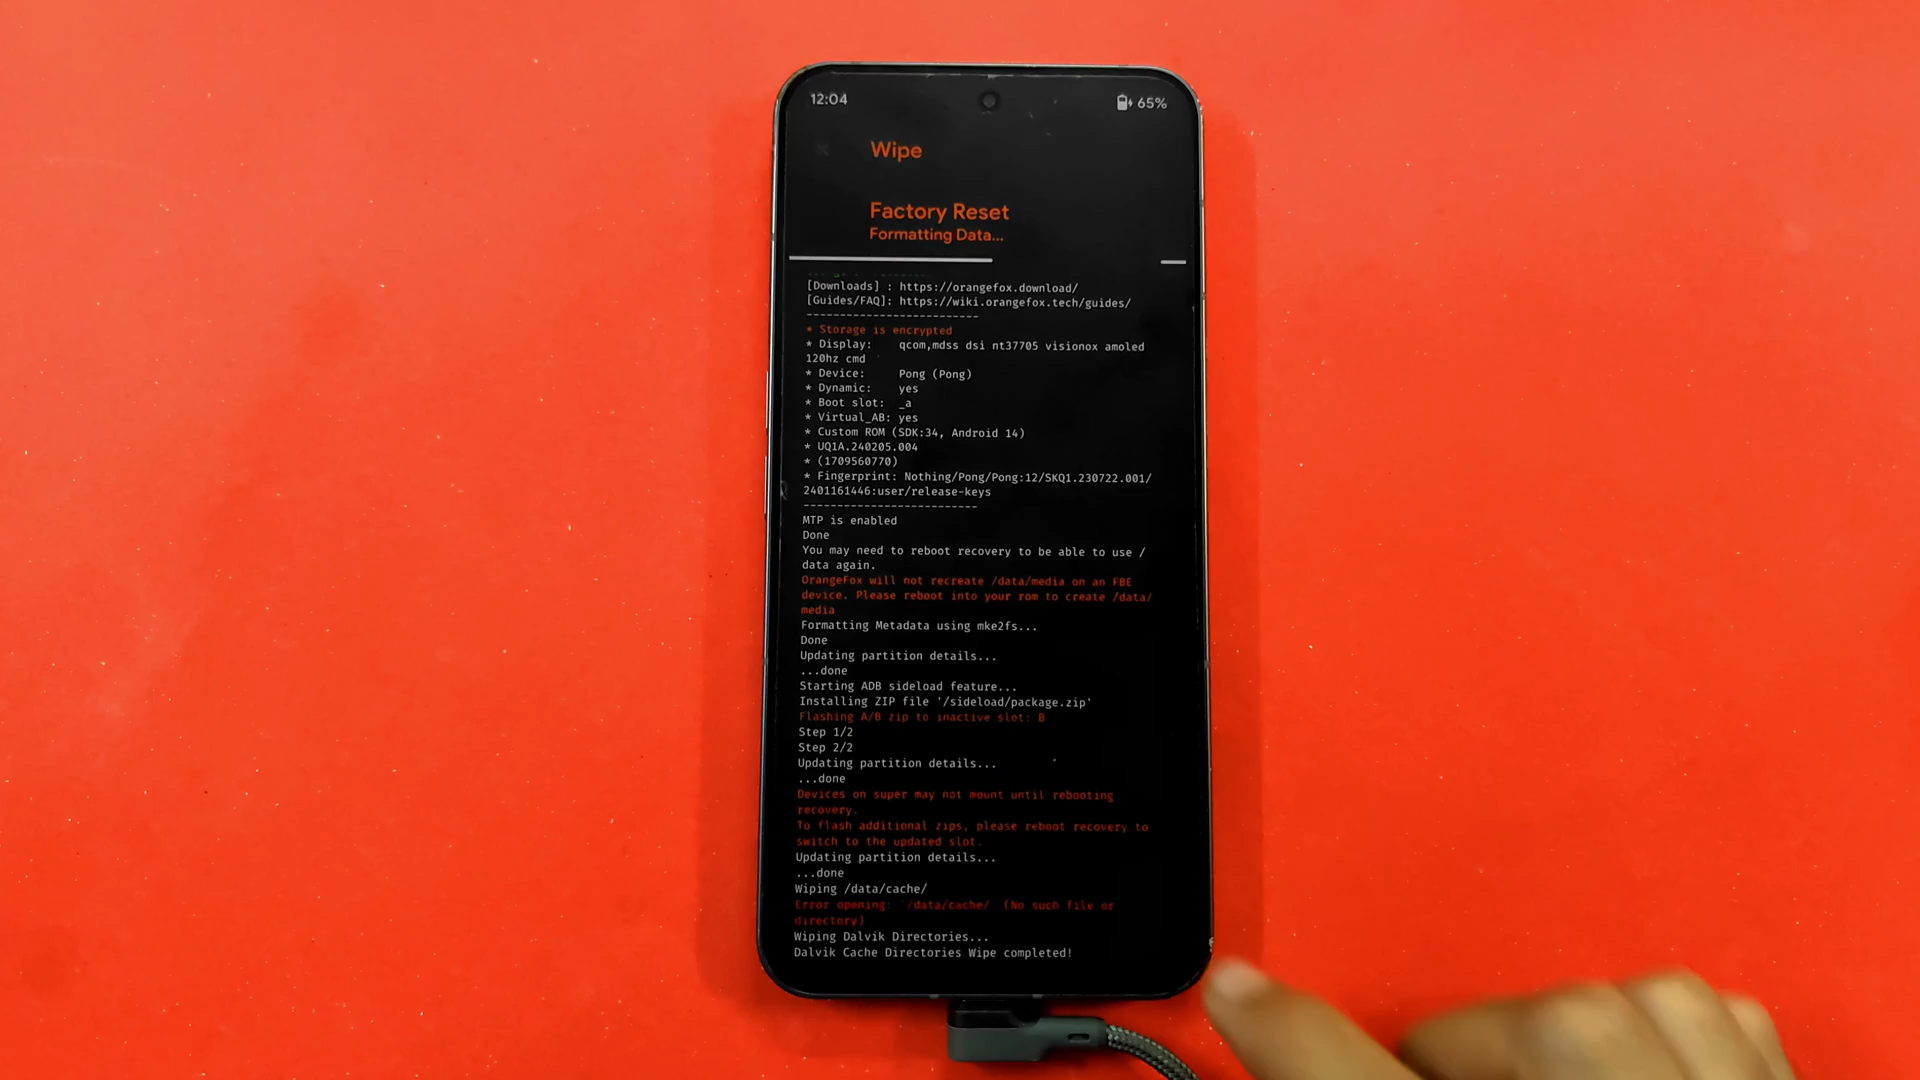 12:04
65%
Wipe
Factory Reset
Formatting Data...
[Downloads] : https://orangefox.download/
[Guides/FAQ]: https://wiki.orangefox.tech/guides/
--------------------------
* Storage is encrypted
* Display: qcom,mdss dsi nt37705 visionox amoled
120hz cmd
* Device: Pong (Pong)
* Dynamic: yes
* Boot slot: _a
* Virtual_AB: yes
* Custom ROM (SDK:34, Android 14)
* UQ1A.240205.004
* (1709560770)
* Fingerprint: Nothing/Pong/Pong:12/SKQ1.230722.001/
2401161446:user/release-keys
--------------------------
MTP is enabled
Done
You may need to reboot recovery to be able to use /
data again.
OrangeFox will not recreate /data/media on an FBE
device. Please reboot into your rom to create /data/
media
Formatting Metadata using mke2fs...
Done
Updating partition details...
...done
Starting ADB sideload feature...
Installing ZIP file '/sideload/package.zip'
Flashing A/B zip to inactive slot: B
Step 1/2
Step 2/2
Updating partition details...
...done
Devices on super may not mount until rebooting
recovery.
To flash additional zips, please reboot recovery to
switch to the updated slot.
Updating partition details...
...done
Wiping /data/cache/
Error opening: '/data/cache/ (No such file or
directory)
Wiping Dalvik Directories...
Dalvik Cache Directories Wipe completed!